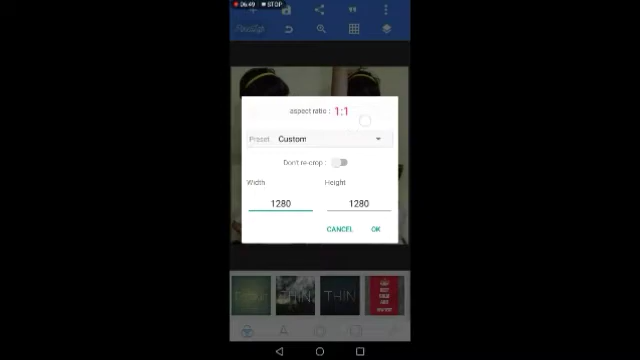 06:49 STOP
PixelLab
aspect ratio : 1:1
Preset Custom
Don't re-crop :
Width Height
1280 1280
CANCEL OK
THIN THIN
A